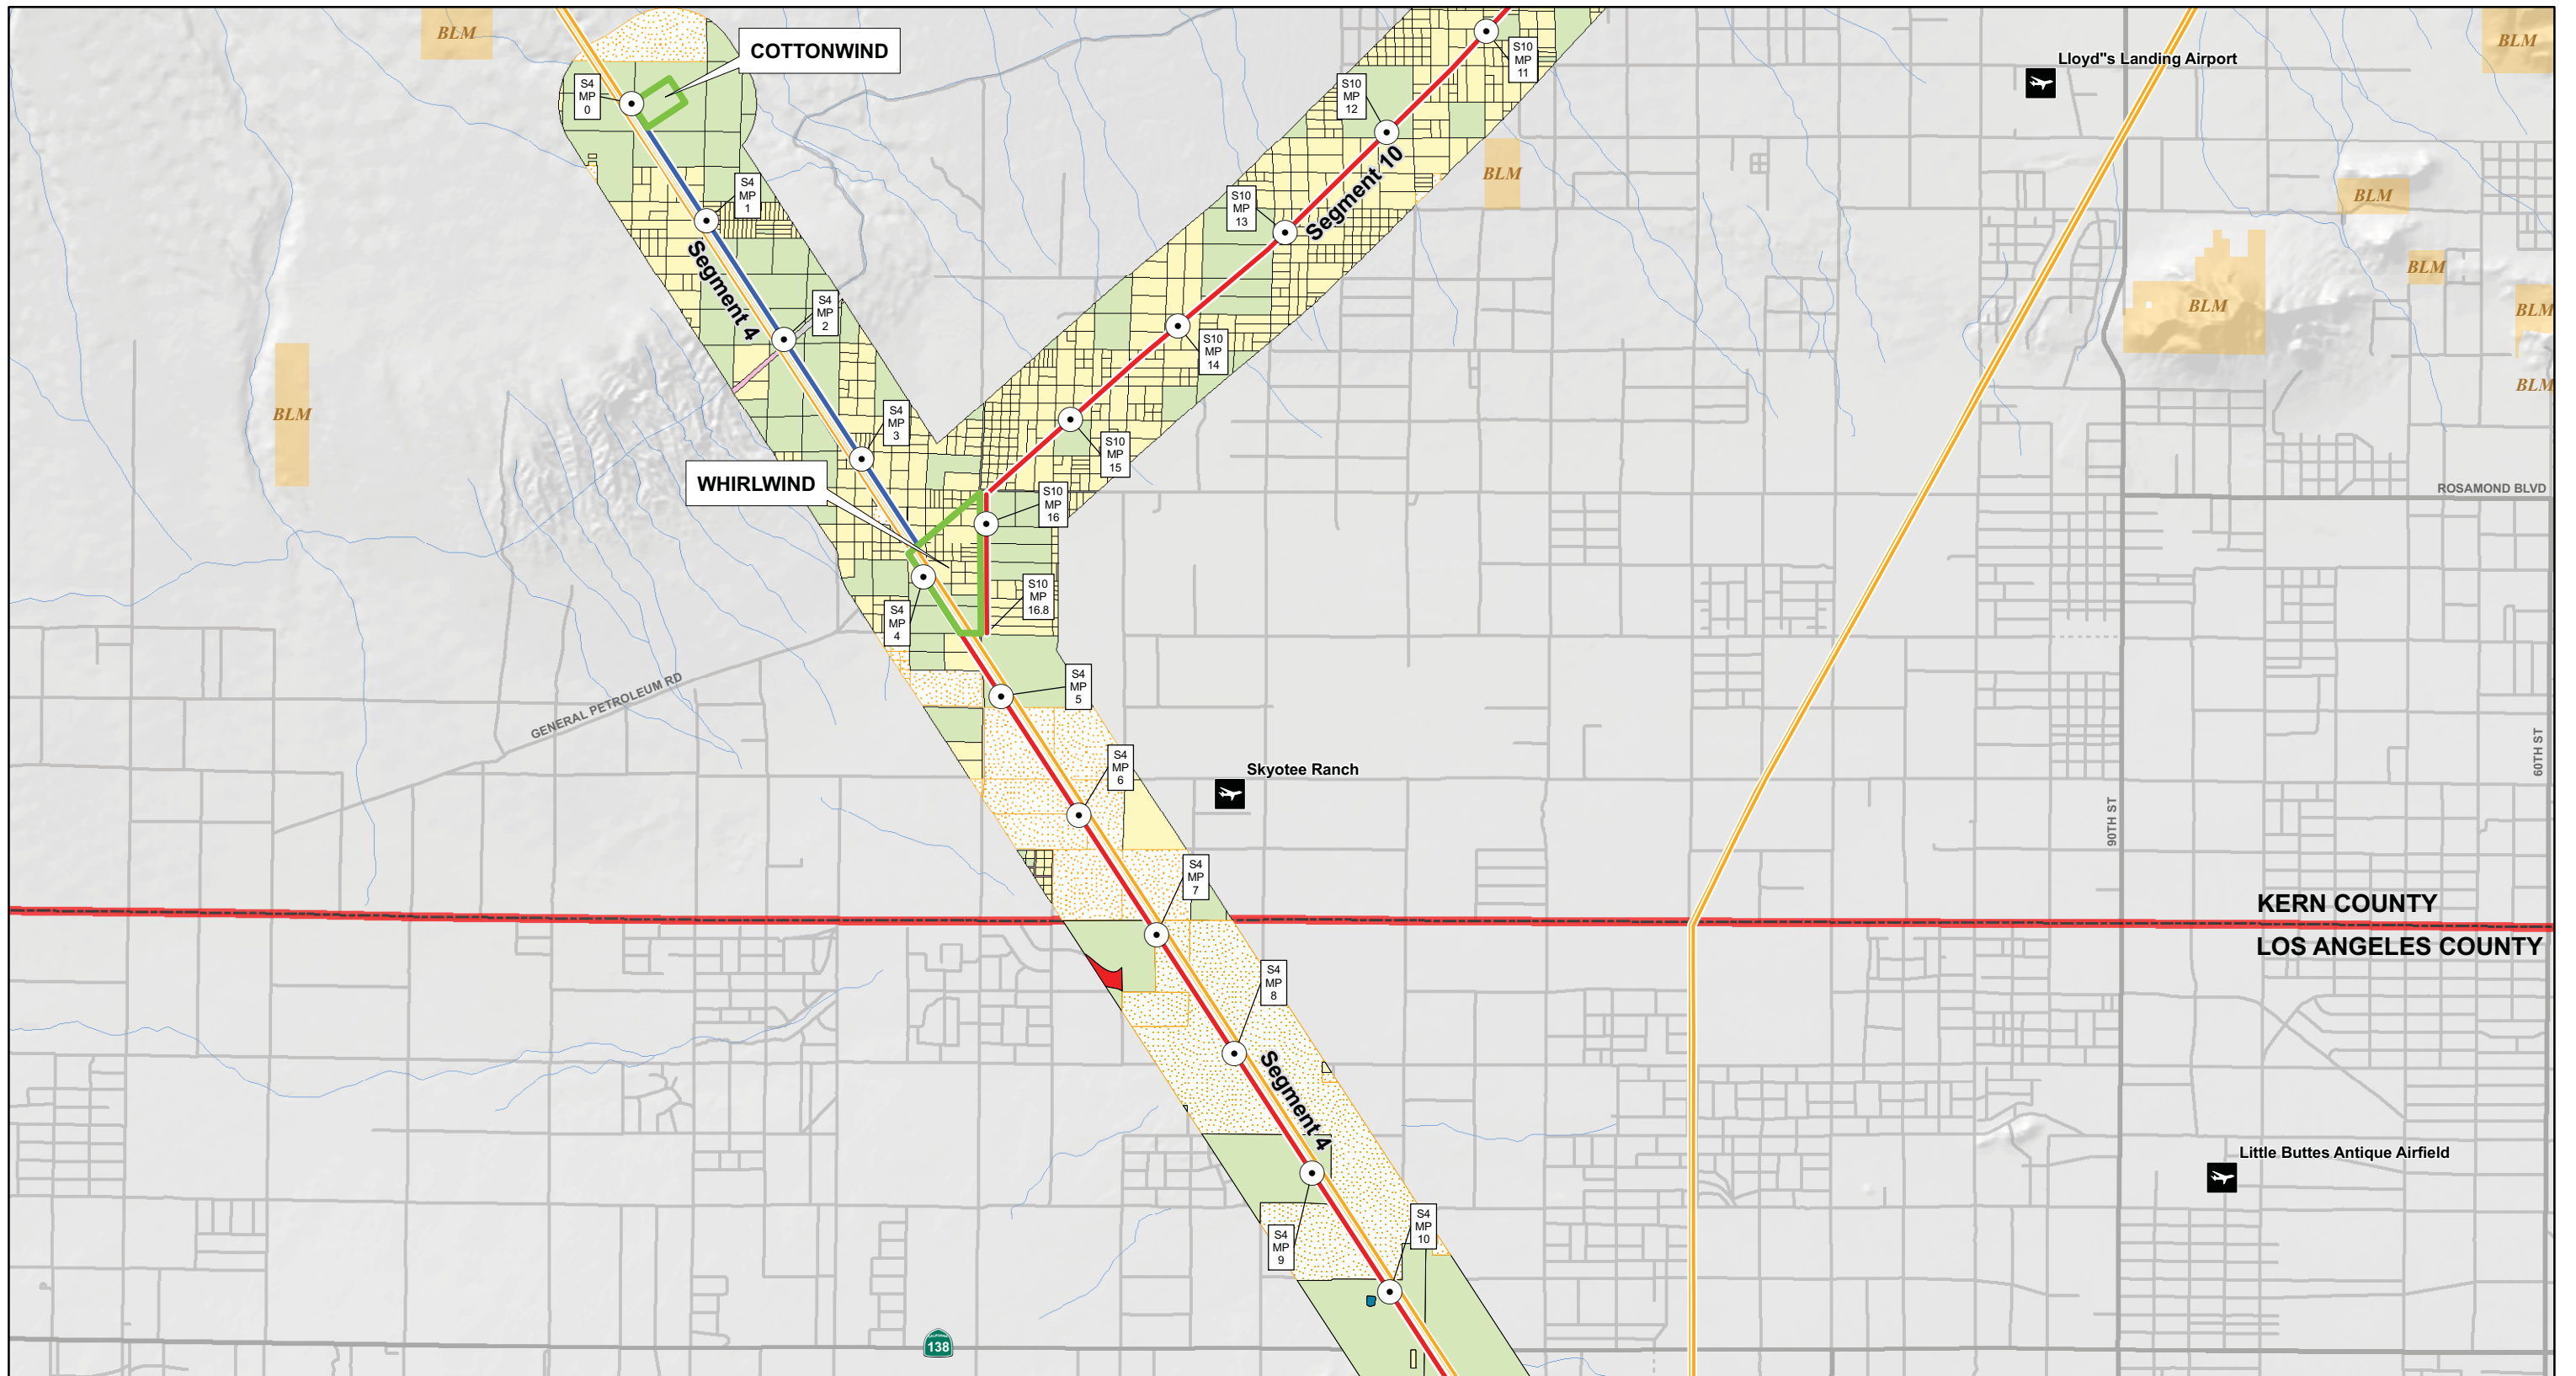 BLM
COTTONWIND
S4
MP
0
S10
MP
11
Lloyd"s Landing Airport
BLM
S10
MP
12
BLM
S4
MP
1
S10
MP
13
Segment 10
BLM
Segment 4
S4
MP
2
BLM
BLM
BLM
S10
MP
14
BLM
BLM
S4
MP
3
S10
MP
15
WHIRLWIND
S10
MP
16
ROSAMOND BLVD
S10
MP
16.8
S4
MP
4
S4
MP
5
GENERAL PETROLEUM RD
S4
MP
6
Skyotee Ranch
60TH ST
90TH ST
S4
MP
7
KERN COUNTY
LOS ANGELES COUNTY
S4
MP
8
Segment 4
Little Buttes Antique Airfield
S4
MP
9
S4
MP
10
138